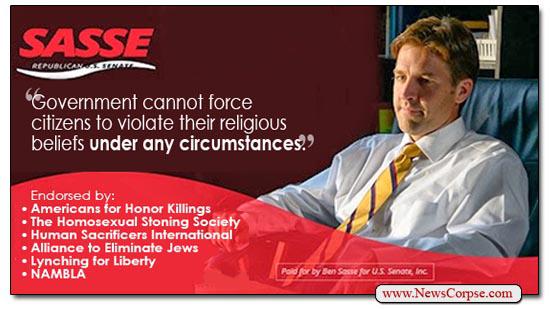 SASSE
REPUBLICAN U.S. SENATE
“Government cannot force
citizens to violate their religious
beliefs under any circumstances.”
Endorsed by:
• Americans for Honor Killings
• The Homosexual Stoning Society
• Human Sacrificers International
• Alliance to Eliminate Jews
• Lynching for Liberty
• NAMBLA
Paid for by Ben Sasse for U.S. Senate, Inc.
www.NewsCorpse.com